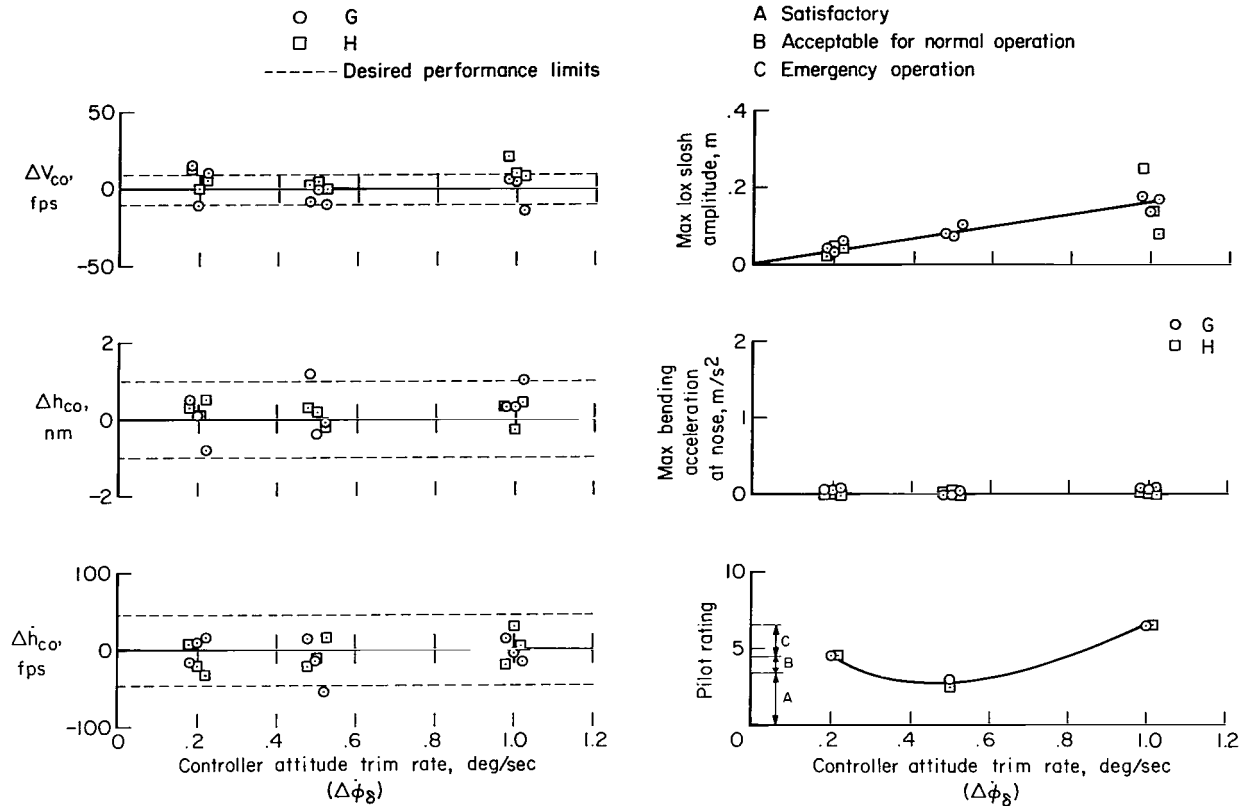 G
H
Desired performance limits
50
ΔV_co,
fps
0
-50
2
1
Δh_co,
nm
0
-2
100
Δḣ_co,
fps
0
-100
0 .2 .4 .6 .8 1.0 1.2
Controller attitude trim rate, deg/sec
(Δϕ̇_δ)
A Satisfactory
B Acceptable for normal operation
C Emergency operation
.4
Max lox slosh
amplitude, m
.2
0
G
H
2
Max bending
acceleration
at nose, m/s²
1
0
10
Pilot rating
5
C
B
A
0 .2 .4 .6 .8 1.0 1.2
Controller attitude trim rate, deg/sec
(Δϕ̇_δ)